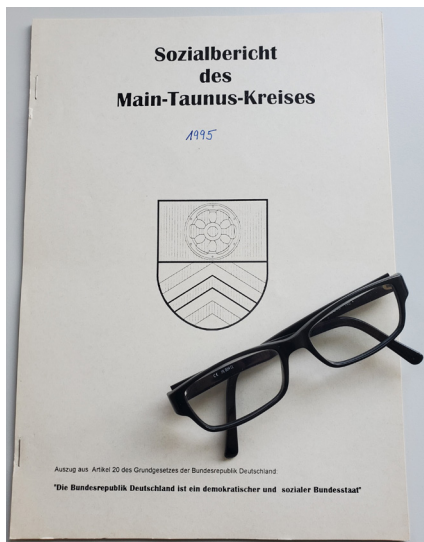 Sozialbericht
des
Main-Taunus-Kreises
1995
Auszug aus Artikel 20 des Grundgesetzes der Bundesrepublik Deutschland:
"Die Bundesrepublik Deutschland ist ein demokratischer und sozialer Bundesstaat"